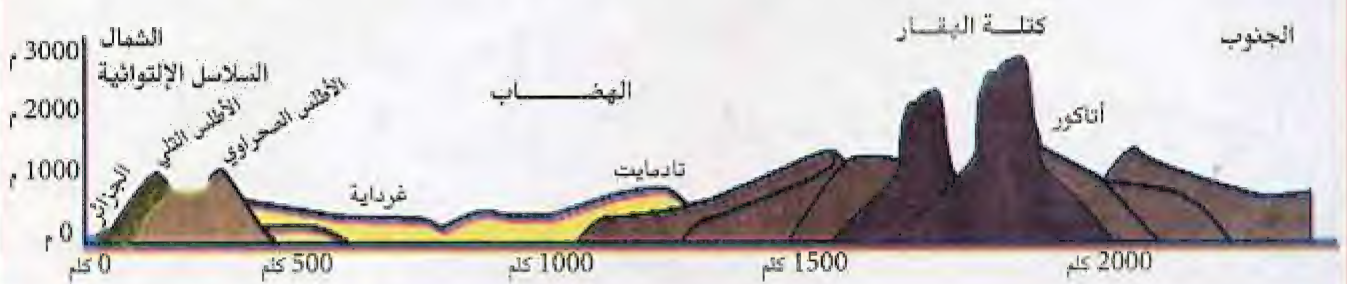 الشمال
السلاسل الإلتوائية
كتلة الهقار
الجنوب
الهضاب
أتاكور
الجزائر
الأطلس التلي
الأطلس الصحراوي
غرداية
تادمايت
3000 م
2000 م
1000 م
0 م
0 كلم
500 كلم
1000 كلم
1500 كلم
2000 كلم